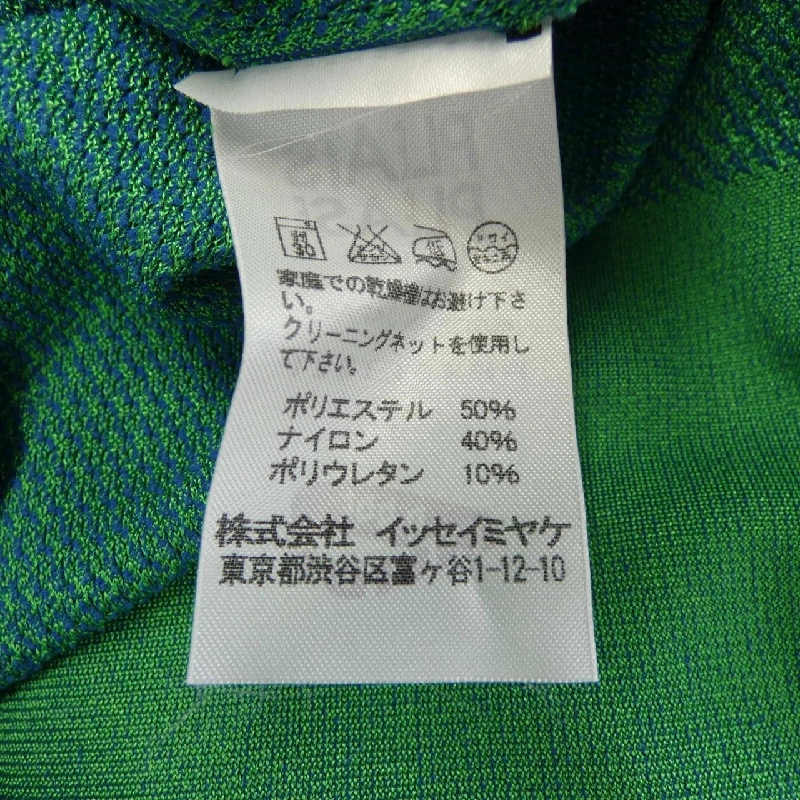 家庭での乾燥機はお避け下さ
い。
クリーニングネットを使用し
て下さい。
ポリエステル 50%
ナイロン 40%
ポリウレタン 10%
株式会社 イッセイミヤケ
東京都渋谷区富ヶ谷1-12-10